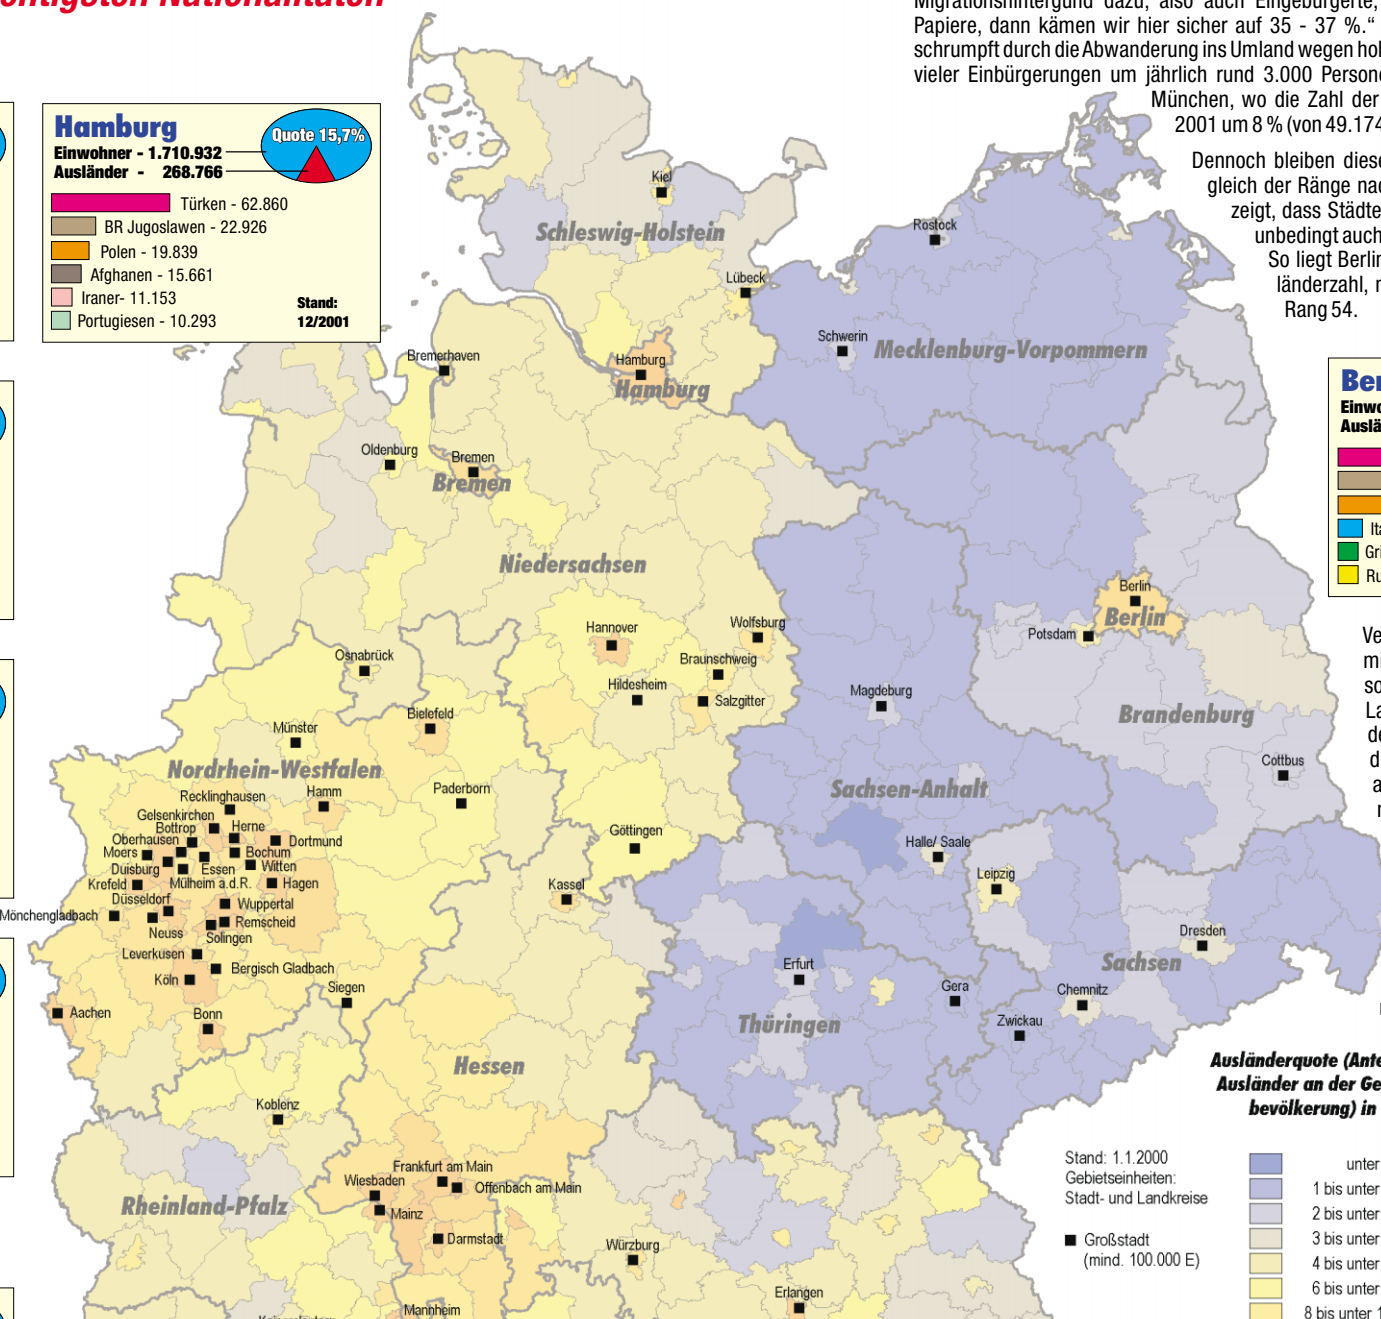 Nationalitäten
Migrationshintergund dazu, also auch Eingebürgerte,
Papiere, dann kämen wir hier sicher auf 35 - 37 %.“
schrumpft durch die Abwanderung ins Umland wegen
vieler Einbürgerungen um jährlich rund 3.000
München, wo die Zahl der
2001 um 8 % (von 49.174
Dennoch bleiben
gleich der Ränge
zeigt, dass Städte
unbedingt auch
So liegt Berlin
länderzahl,
Rang 54.
Hamburg
Quote 15,7%
Einwohner - 1.710.932
Ausländer - 268.766
Türken - 62.860
BR Jugoslawen - 22.926
Polen - 19.839
Afghanen - 15.661
Iraner- 11.153
Portugiesen - 10.293
Stand:
12/2001
Kiel
Schleswig-Holstein
Rostock
Lübeck
Schwerin
Mecklenburg-Vorpommern
Bremerhaven
Hamburg
Hamburg
Oldenburg
Bremen
Bremen
Niedersachsen
Berlin
Berlin
Potsdam
Hannover
Wolfsburg
Braunschweig
Osnabrück
Hildesheim
Salzgitter
Magdeburg
Bielefeld
Brandenburg
Münster
Nordrhein-Westfalen
Cottbus
Sachsen-Anhalt
Paderborn
Recklinghausen
Hamm
Gelsenkirchen
Bottrop
Herne
Göttingen
Oberhausen
Dortmund
Halle/ Saale
Moers
Bochum
Duisburg
Essen
Witten
Leipzig
Krefeld
Mülheim a.d.R.
Hagen
Kassel
Düsseldorf
Wuppertal
Mönchengladbach
Remscheid
Neuss
Solingen
Dresden
Leverkusen
Sachsen
Köln
Bergisch Gladbach
Erfurt
Siegen
Gera
Chemnitz
Aachen
Bonn
Zwickau
Thüringen
Hessen
Koblenz
Frankfurt am Main
Wiesbaden
Offenbach am Main
Rheinland-Pfalz
Mainz
Darmstadt
Würzburg
Erlangen
Mannheim
Ausländerquote
Ausländer an der
bevölkerung) in
Stand: 1.1.2000
Gebietseinheiten:
Stadt- und Landkreise
Großstadt
(mind. 100.000 E)
unter
1 bis unter
2 bis unter
3 bis unter
4 bis unter
6 bis unter
8 bis unter